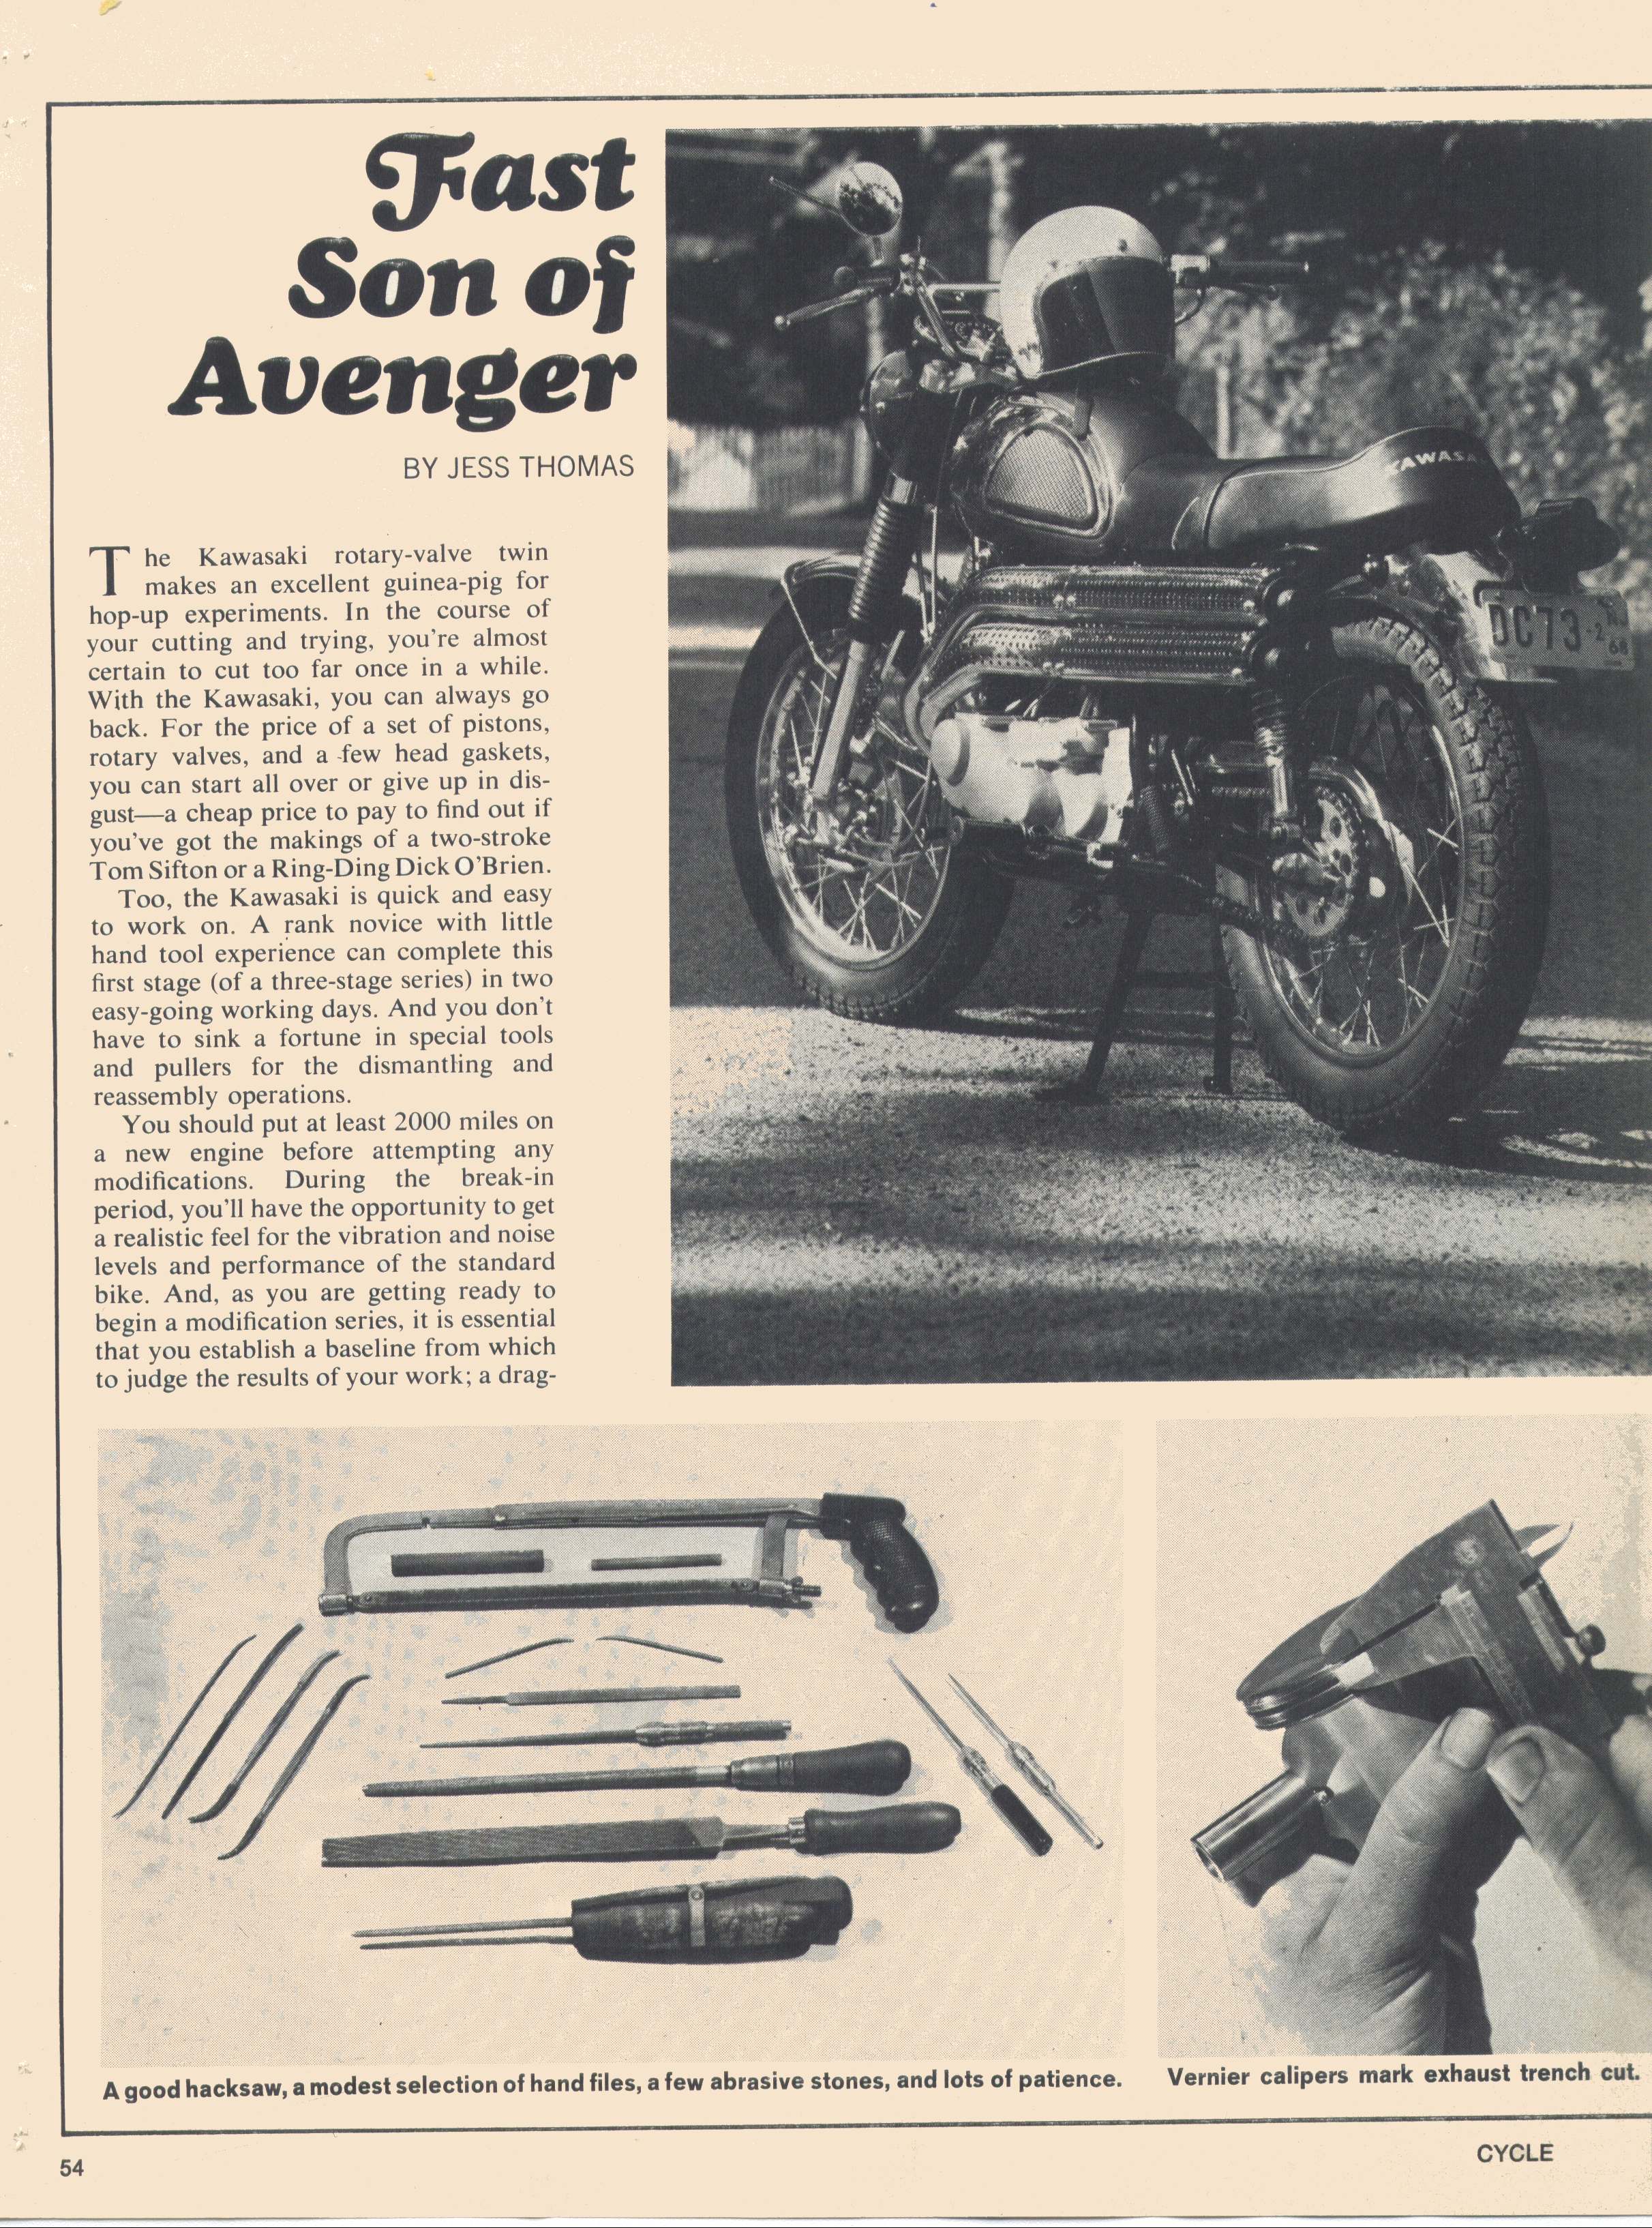 Fast
Son of
Avenger
BY JESS THOMAS
The Kawasaki rotary-valve twin
makes an excellent guinea-pig for
hop-up experiments. In the course of
your cutting and trying, you're almost
certain to cut too far once in a while.
With the Kawasaki, you can always go
back. For the price of a set of pistons,
rotary valves, and a few head gaskets,
you can start all over or give up in dis-
gust—a cheap price to pay to find out if
you've got the makings of a two-stroke
Tom Sifton or a Ring-Ding Dick O'Brien.
Too, the Kawasaki is quick and easy
to work on. A rank novice with little
hand tool experience can complete this
first stage (of a three-stage series) in two
easy-going working days. And you don't
have to sink a fortune in special tools
and pullers for the dismantling and
reassembly operations.
You should put at least 2000 miles on
a new engine before attempting any
modifications. During the break-in
period, you'll have the opportunity to get
a realistic feel for the vibration and noise
levels and performance of the standard
bike. And, as you are getting ready to
begin a modification series, it is essential
that you establish a baseline from which
to judge the results of your work; a drag-
KAWASA
DC73-2 NJ
68
A good hacksaw, a modest selection of hand files, a few abrasive stones, and lots of patience.
Vernier calipers mark exhaust trench cut.
54
CYCLE